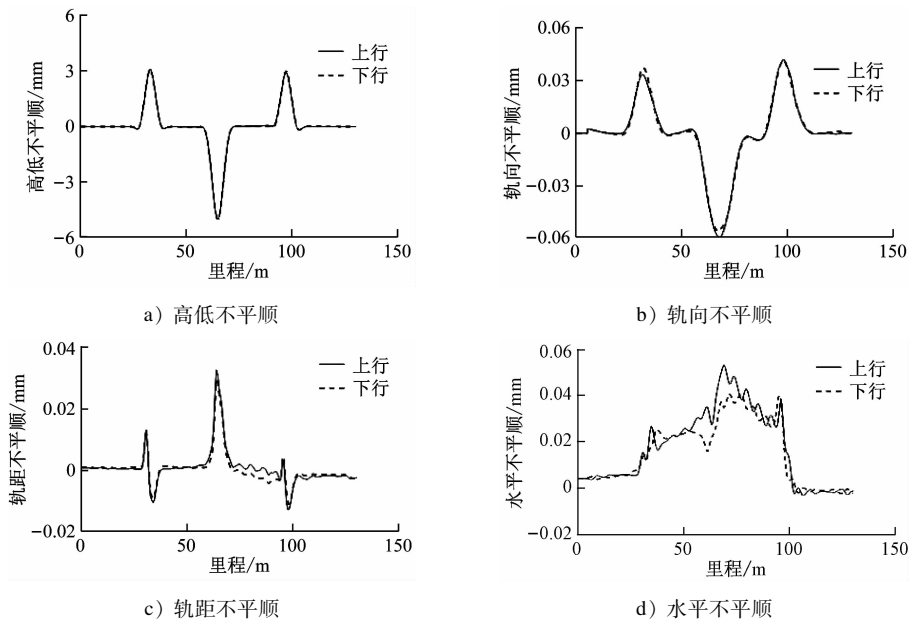 6
3
0
−3
−6
高低不平顺/mm
上行
下行
0
50
100
150
里程/m
a）高低不平顺
0.06
0.03
0
−0.03
−0.06
轨向不平顺/mm
上行
下行
0
50
100
150
里程/m
b）轨向不平顺
0.04
0.02
0
−0.02
轨距不平顺/mm
上行
下行
0
50
100
150
里程/m
c）轨距不平顺
0.06
0.04
0.02
0
−0.02
水平不平顺/mm
上行
下行
0
50
100
150
里程/m
d）水平不平顺